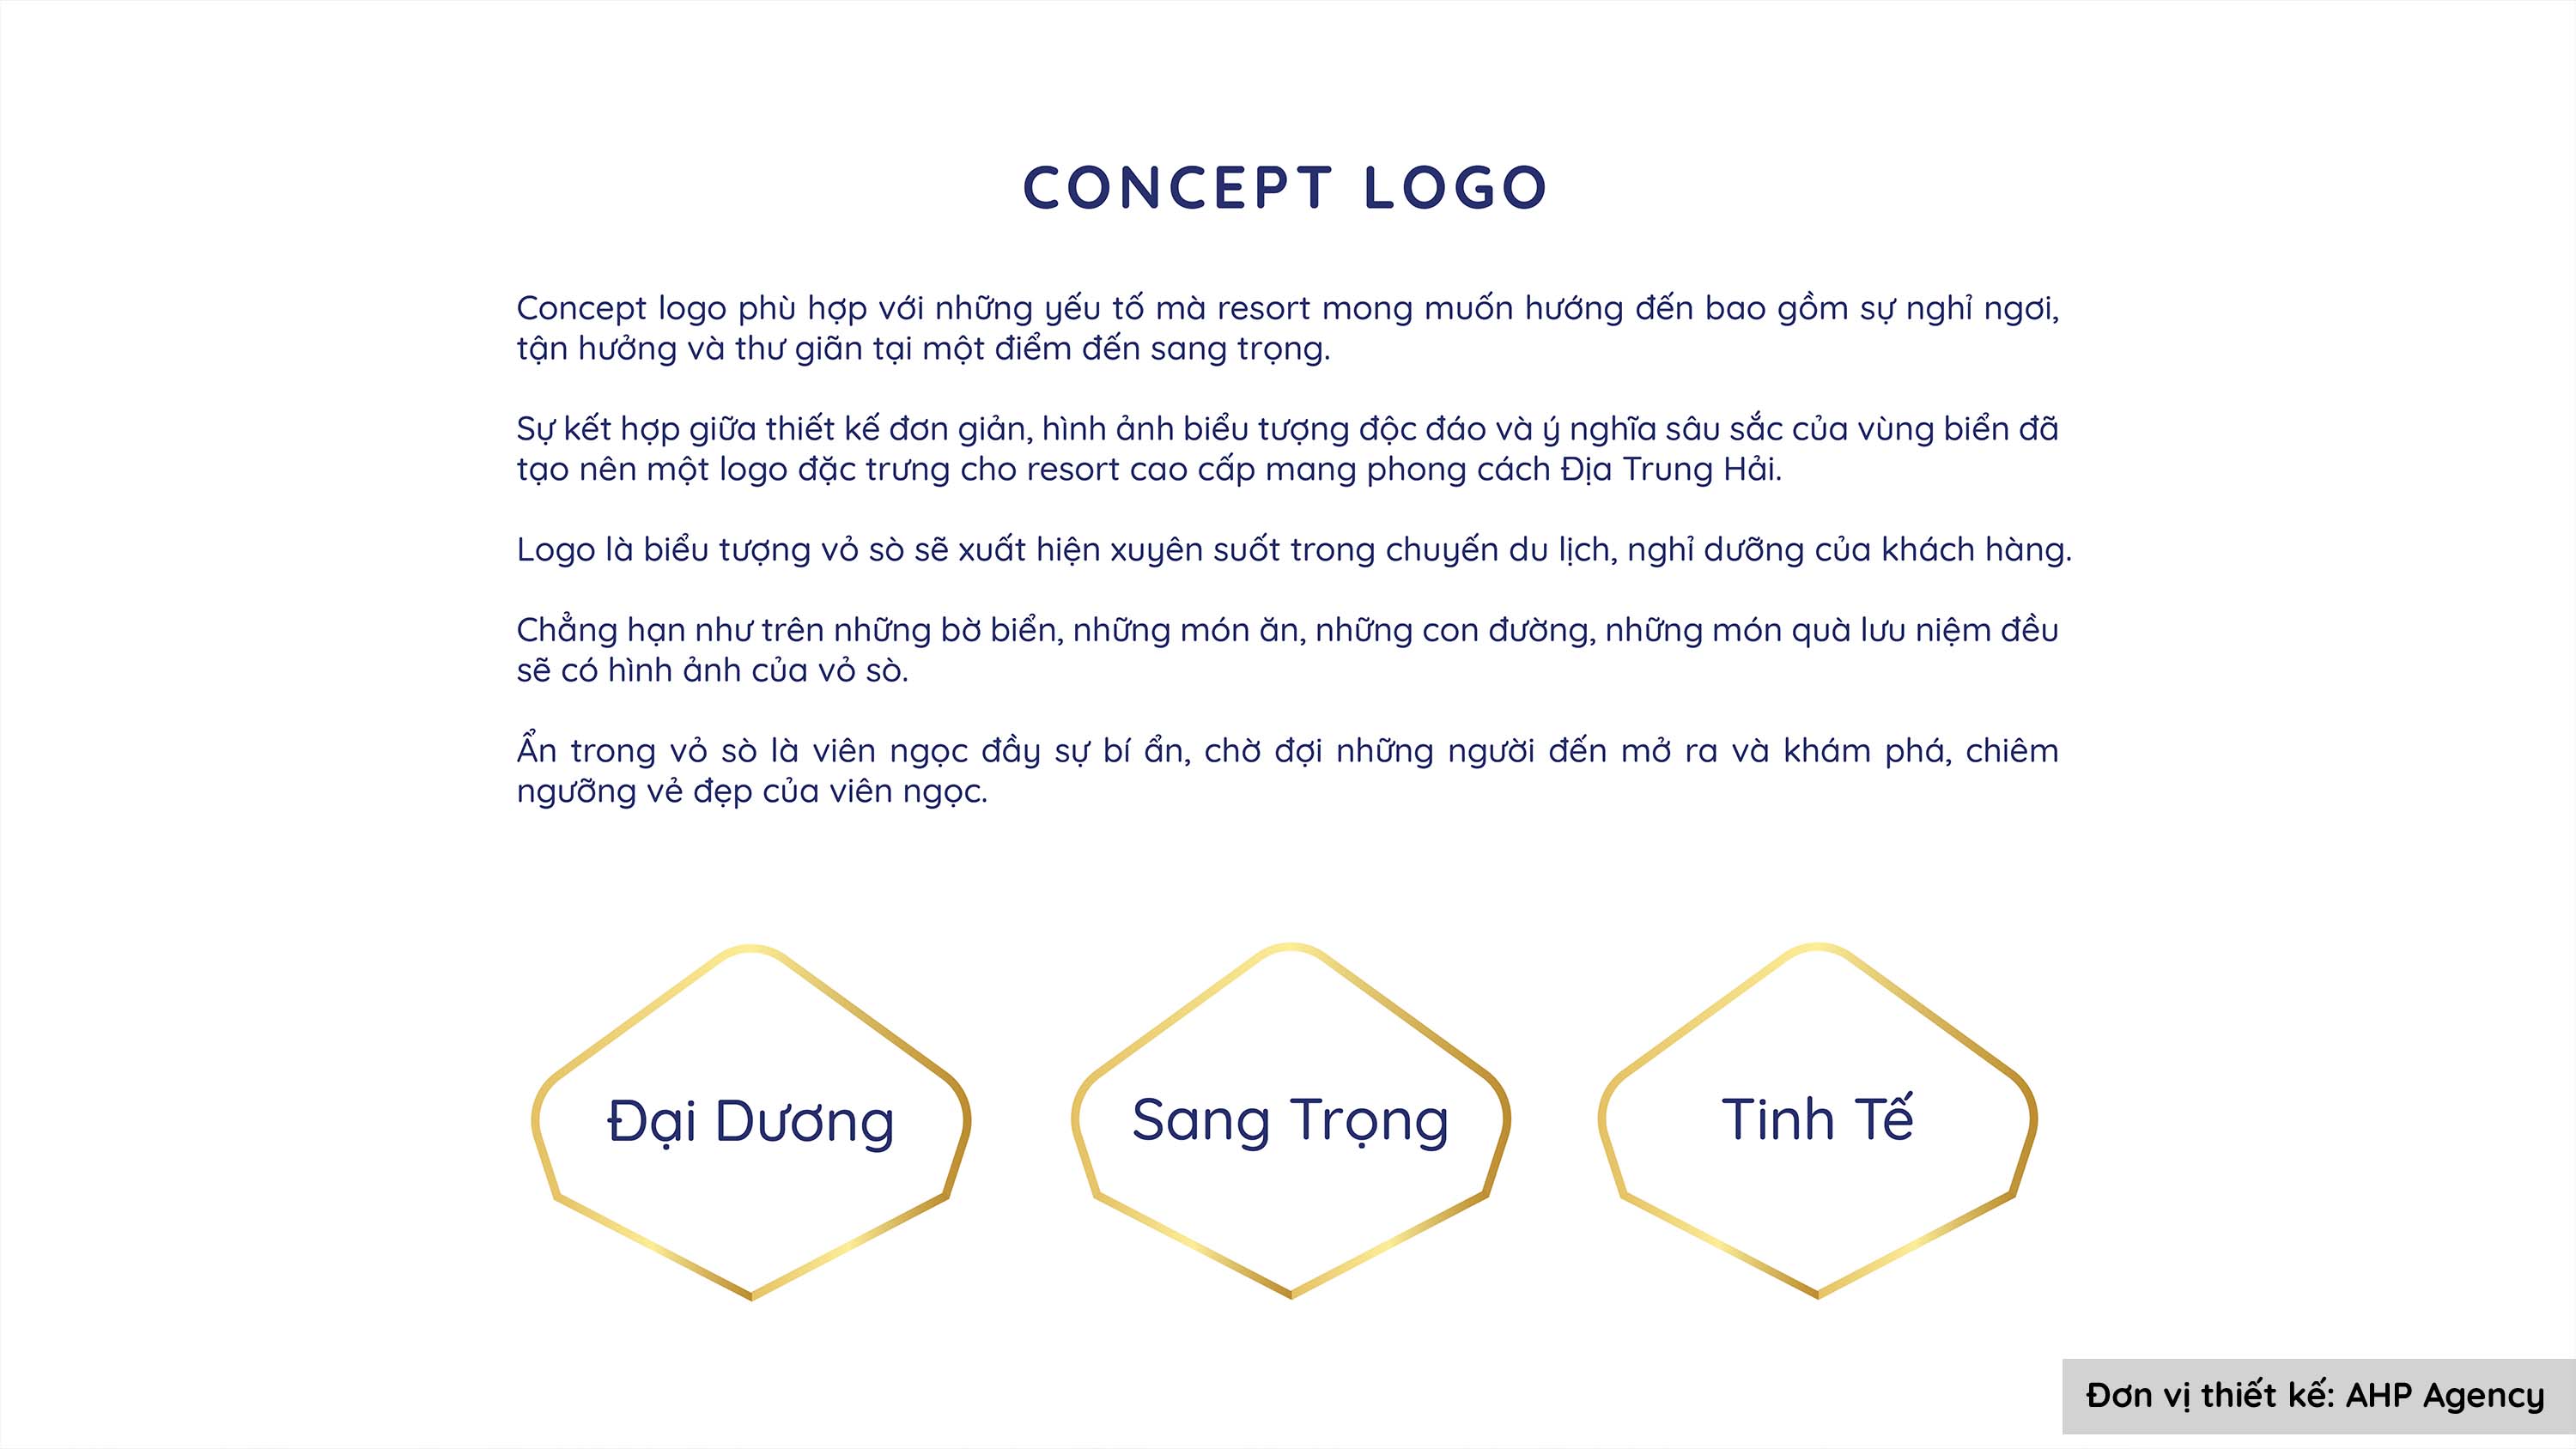 CONCEPT LOGO
Concept logo phù hợp với những yếu tố mà resort mong muốn hướng đến bao gồm sự nghỉ ngơi,
tận hưởng và thư giãn tại một điểm đến sang trọng.
Sự kết hợp giữa thiết kế đơn giản, hình ảnh biểu tượng độc đáo và ý nghĩa sâu sắc của vùng biển đã
tạo nên một logo đặc trưng cho resort cao cấp mang phong cách Địa Trung Hải.
Logo là biểu tượng vỏ sò sẽ xuất hiện xuyên suốt trong chuyến du lịch, nghỉ dưỡng của khách hàng.
Chẳng hạn như trên những bờ biển, những món ăn, những con đường, những món quà lưu niệm đều
sẽ có hình ảnh của vỏ sò.
Ẩn trong vỏ sò là viên ngọc đầy sự bí ẩn, chờ đợi những người đến mở ra và khám phá, chiêm
ngưỡng vẻ đẹp của viên ngọc.
Đại Dương
Sang Trọng
Tinh Tế
Đơn vị thiết kế: AHP Agency